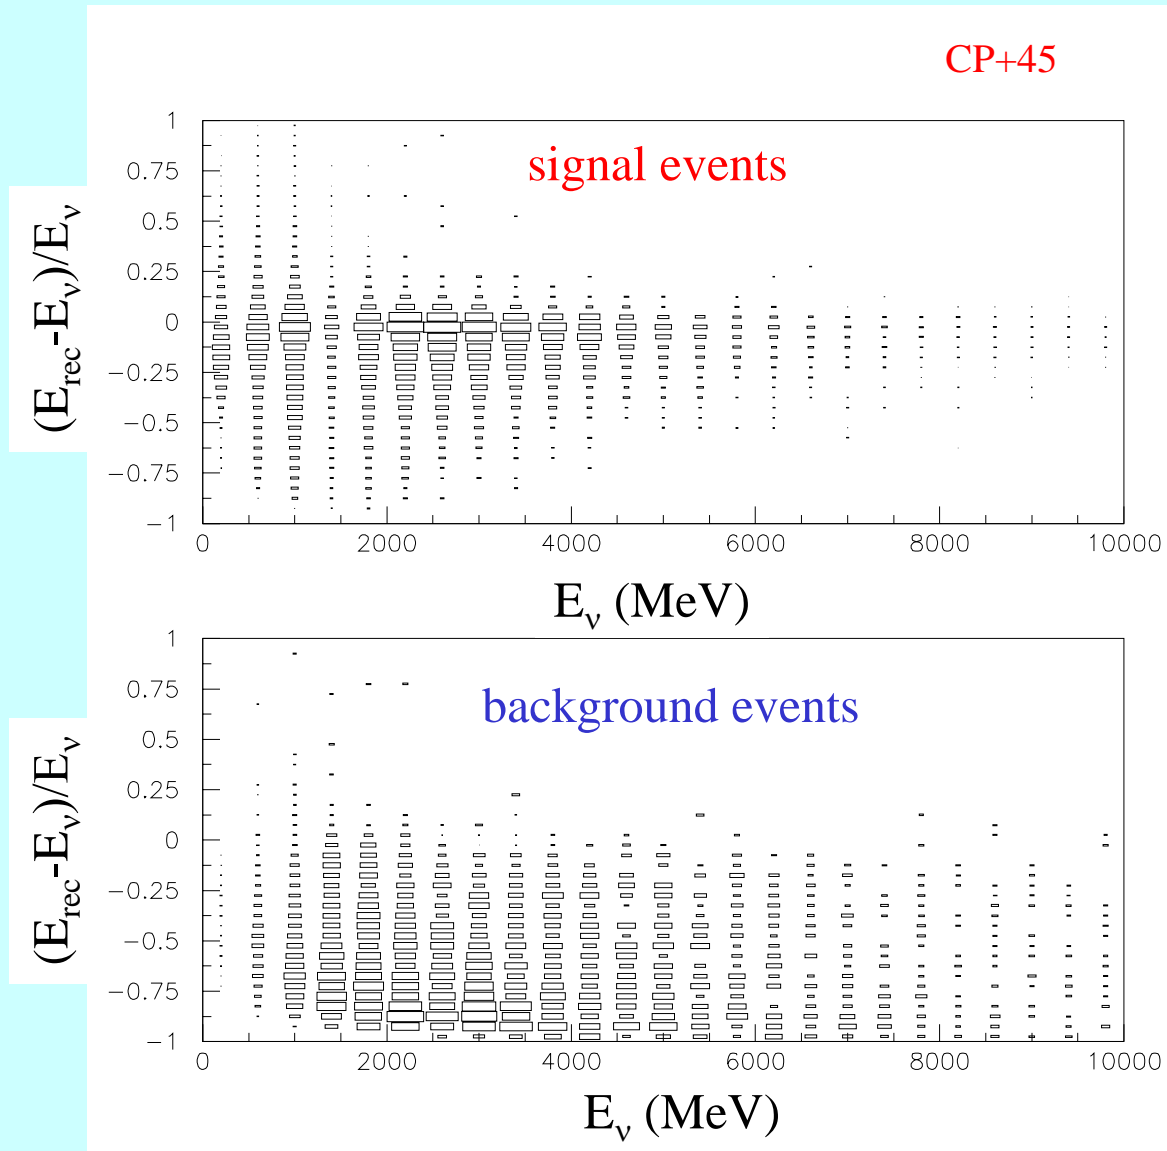 CP+45
signal events
(E_rec-E_ν)/E_ν
1
0.75
0.5
0.25
0
−0.25
−0.5
−0.75
−1
0 2000 4000 6000 8000 10000
E_ν (MeV)
background events
(E_rec-E_ν)/E_ν
1
0.75
0.5
0.25
0
−0.25
−0.5
−0.75
−1
0 2000 4000 6000 8000 10000
E_ν (MeV)